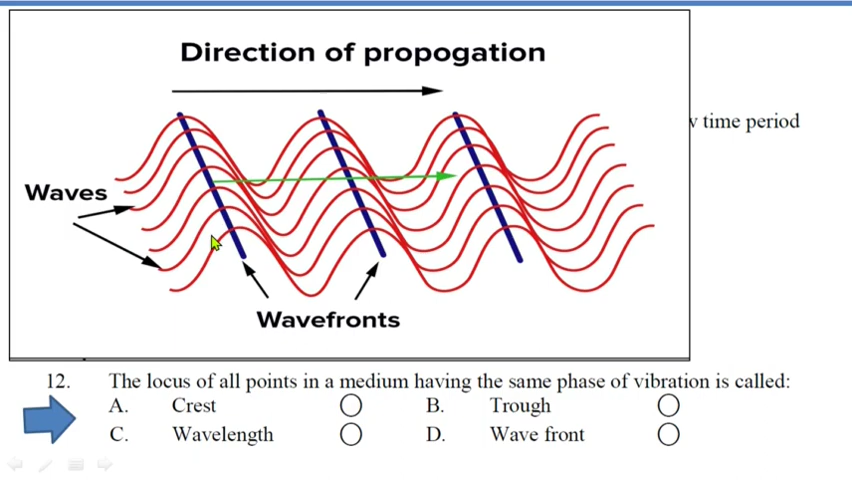 Direction of propogation
time period
Waves
Wavefronts
12. The locus of all points in a medium having the same phase of vibration is called:
A. Crest B. Trough
C. Wavelength D. Wave front